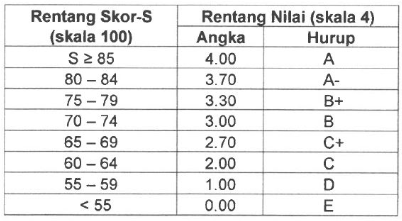 Rentang Skor-S (skala 100) Rentang Nilai (skala 4)
Angka Hurup
S ≥ 85 4.00 A
80 – 84 3.70 A-
75 – 79 3.30 B+
70 – 74 3.00 B
65 – 69 2.70 C+
60 – 64 2.00 C
55 – 59 1.00 D
< 55 0.00 E